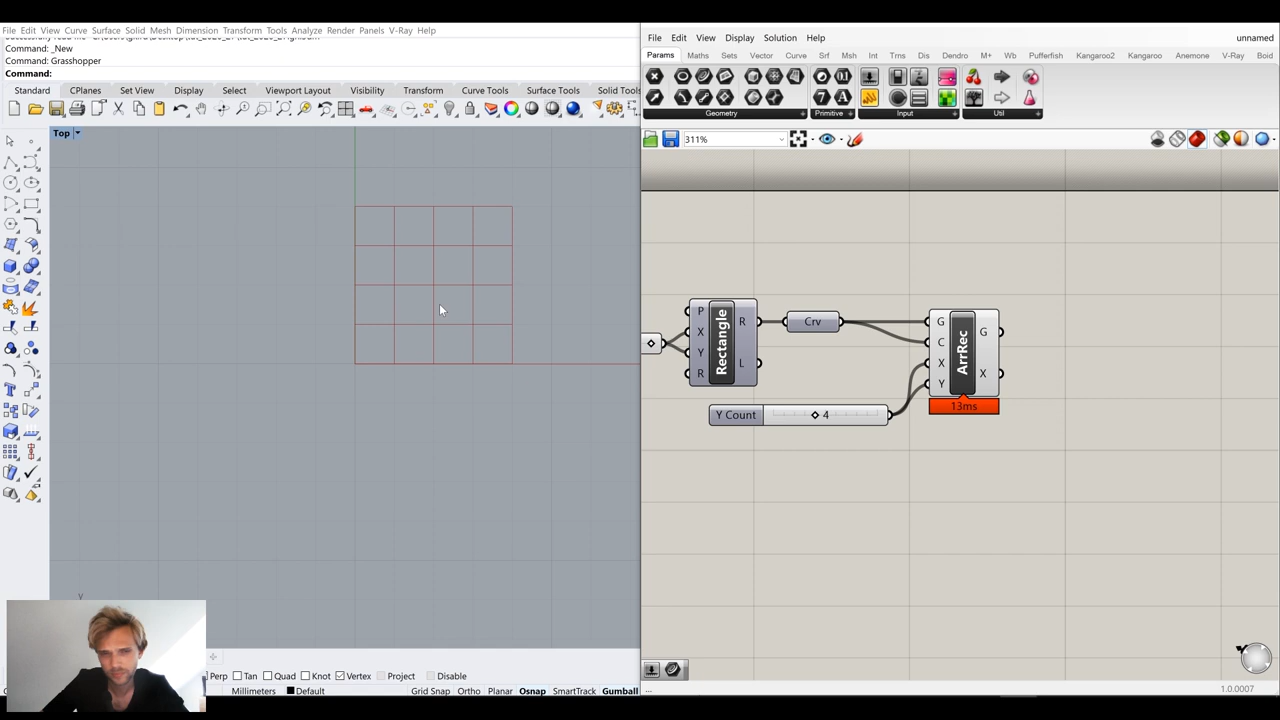 File Edit View Curve Surface Solid Mesh Dimension Transform Tools Analyze Render Panels V-Ray Help
Command: _New
Command: Grasshopper
Command:
Standard CPlanes Set View Display Select Viewport Layout Visibility Transform Curve Tools Surface Tools Solid Tools
Top
y
Perp Tan Quad Knot Vertex Project Disable
Millimeters Default Grid Snap Ortho Planar Osnap SmartTrack Gumball
File Edit View Display Solution Help unnamed
Params Maths Sets Vector Curve Srf Msh Int Trns Dis Dendro M+ Wb Pufferfish Kangaroo2 Kangaroo Anemone V-Ray Boid
Geometry Primitive Input Util
311%
P X Y R Rectangle R L
Crv
G C X Y ArrRec G X
13ms
Y Count 4
...
1.0.0007